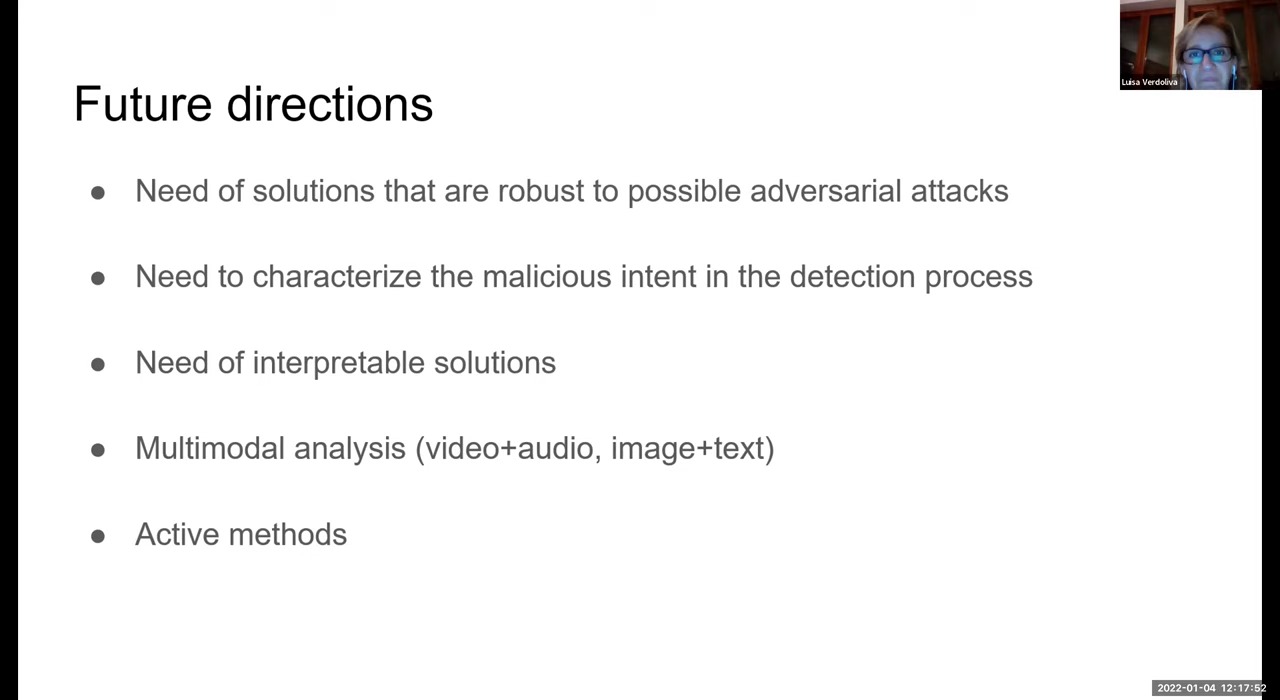 Luisa Verdoliva
Future directions
● Need of solutions that are robust to possible adversarial attacks
● Need to characterize the malicious intent in the detection process
● Need of interpretable solutions
● Multimodal analysis (video+audio, image+text)
● Active methods
2022-01-04 12:17:52